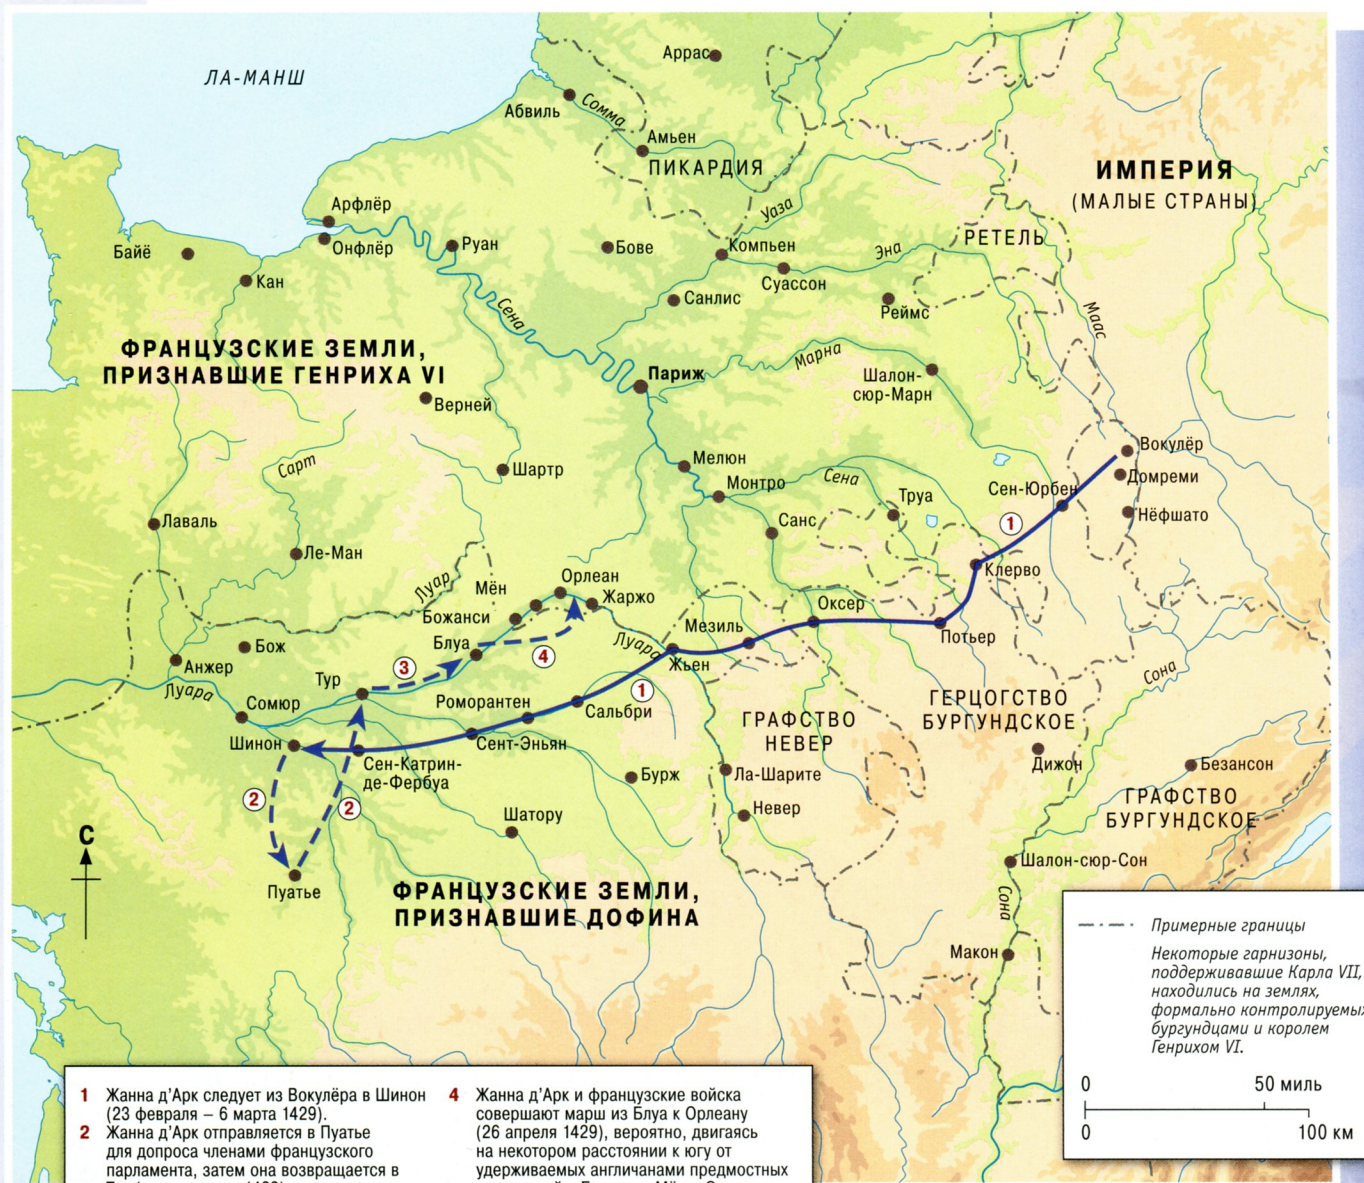 ЛА-МАНШ
Аррас
Абвиль
Сомма
Амьен
ПИКАРДИЯ
ИМПЕРИЯ
(МАЛЫЕ СТРАНЫ)
Уаза
Арфлёр
Онфлёр
Руан
Бове
Компьен
Эна
РЕТЕЛЬ
Байё
Кан
Суассон
Санлис
Реймс
Сена
Маас
ФРАНЦУЗСКИЕ ЗЕМЛИ,
ПРИЗНАВШИЕ ГЕНРИХА VI
Париж
Марна
Шалон-
сюр-Марн
Верней
Вокулёр
Мелюн
Сарт
Шартр
Домреми
Монтро
Сена
Труа
Сен-Юрбен
Нёфшато
Санс
1
Лаваль
Ле-Ман
Клерво
Луар
Мён
Орлеан
Жаржо
Божанси
Оксер
Мезиль
Потьер
Блуа
Луара
Бож
4
Жьен
Анжер
3
Тур
Луара
Сомюр
Роморантен
Сальбри
1
Сона
ГЕРЦОГСТВО
БУРГУНДСКОЕ
ГРАФСТВО
НЕВЕР
Шинон
Сент-Эньян
Сен-Катрин-
де-Фербуа
Бурж
Ла-Шарите
Дижон
Безансон
2
2
Шатору
Невер
ГРАФСТВО
БУРГУНДСКОЕ
С
Пуатье
Шалон-сюр-Сон
ФРАНЦУЗСКИЕ ЗЕМЛИ,
ПРИЗНАВШИЕ ДОФИНА
Сона
Макон
Примерные границы
Некоторые гарнизоны,
поддерживавшие Карла VII,
находились на землях,
формально контролируемых
бургундцами и королем
Генрихом VI.
0 50 миль
0 100 км
1 Жанна д’Арк следует из Вокулёра в Шинон
(23 февраля – 6 марта 1429).
2 Жанна д’Арк отправляется в Пуатье
для допроса членами французского
парламента, затем она возвращается в
4 Жанна д’Арк и французские войска
совершают марш из Блуа к Орлеану
(26 апреля 1429), вероятно, двигаясь
на некотором расстоянии к югу от
удерживаемых англичанами предмостных